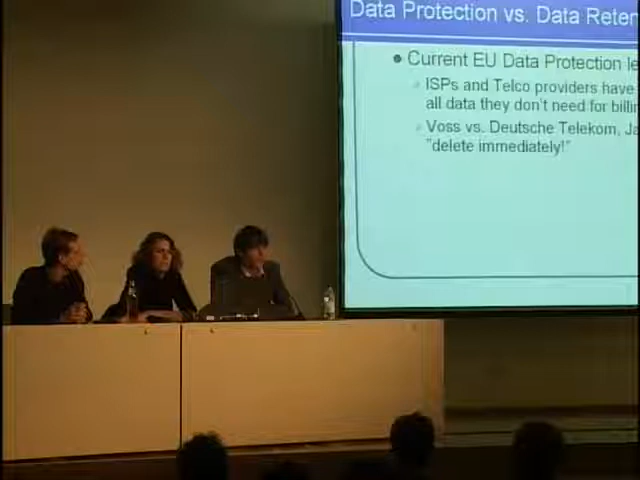 Data Protection vs. Data Reten
Current EU Data Protection le
ISPs and Telco providers have
all data they don't need for billi
Voss vs. Deutsche Telekom, Ja
"delete immediately!"